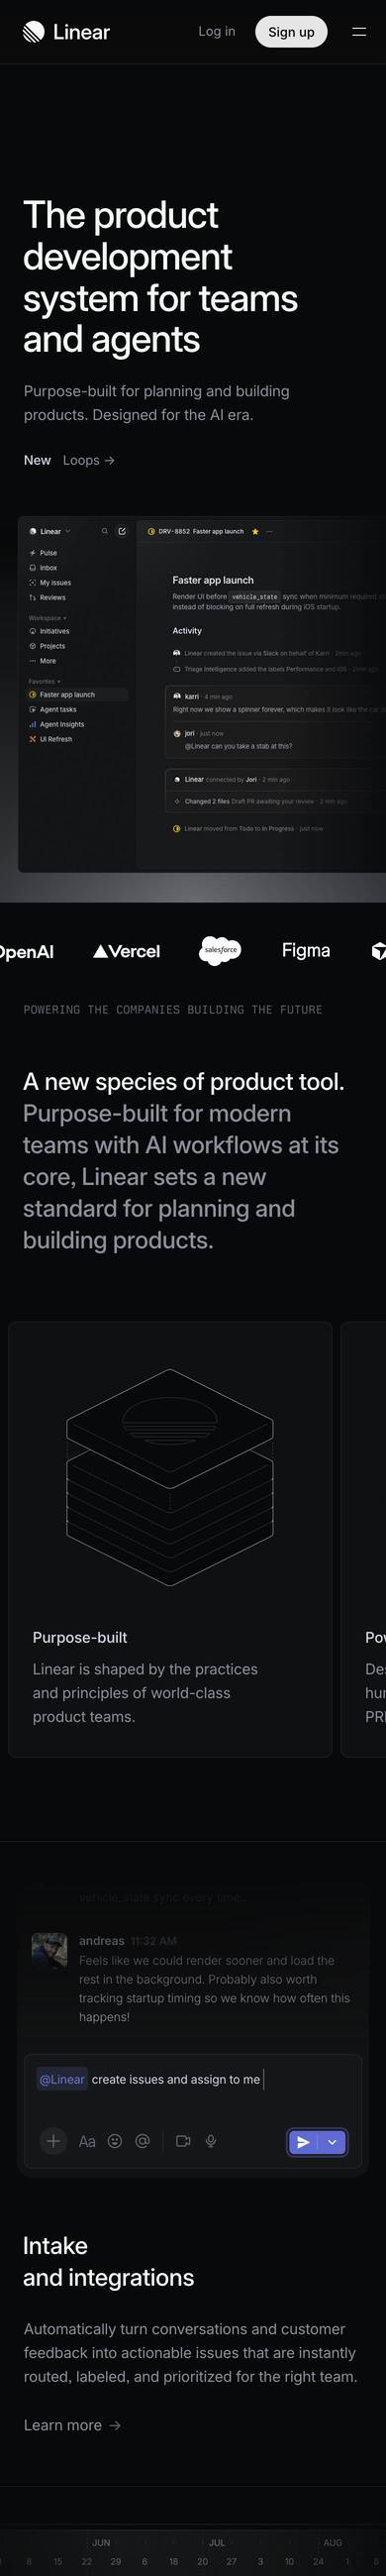 Linear
Log in
Sign up
The product
development
system for teams
and agents
Purpose-built for planning and building
products. Designed for the AI era.
New Loops →
Linear
Pulse
Inbox
My issues
Reviews
Workspace
Initiatives
Projects
More
Favorites
Faster app launch
Agent tasks
Agent Insights
UI Refresh
DRV-8852 Faster app launch
Faster app launch
Render UI before vehicle_state sync when minimum required
instead of blocking on full refresh during iOS startup.
Activity
Linear created the issue via Slack on behalf of Karri · 2min ago
Triage Intelligence added the labels Performance and iOS · 2min ago
karri · 4 min ago
Right now we show a spinner forever, which makes it look like the car
jori · just now
@Linear can you take a stab at this?
Linear connected by Jori · 2 min ago
Changed 2 files Draft PR awaiting your review · 2 min ago
Linear moved from Todo to In Progress · just now
OpenAI
Vercel
salesforce
Figma
POWERING THE COMPANIES BUILDING THE FUTURE
A new species of product tool.
Purpose-built for modern
teams with AI workflows at its
core, Linear sets a new
standard for planning and
building products.
Purpose-built
Linear is shaped by the practices
and principles of world-class
product teams.
Pow
Des
hur
PRI
vehicle_state sync every time..
andreas 11:32 AM
Feels like we could render sooner and load the
rest in the background. Probably also worth
tracking startup timing so we know how often this
happens!
@Linear create issues and assign to me
Aa
Intake
and integrations
Automatically turn conversations and customer
feedback into actionable issues that are instantly
routed, labeled, and prioritized for the right team.
Learn more →
JUN JUL AUG
8 15 22 29 6 13 20 27 3 10 24 1 8